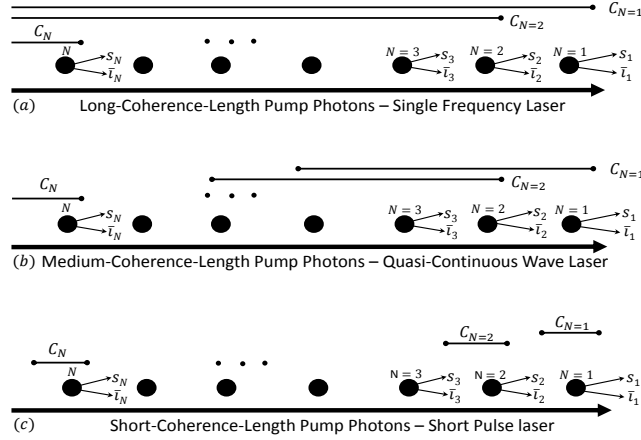 C_{N=1}
C_{N=2}
C_N
N N = 3 N = 2 N = 1
s_N s_3 s_2 s_1
ī_N ī_3 ī_2 ī_1
(a) Long-Coherence-Length Pump Photons – Single Frequency Laser
C_{N=1}
C_N C_{N=2}
N N = 3 N = 2 N = 1
s_N s_3 s_2 s_1
ī_N ī_3 ī_2 ī_1
(b) Medium-Coherence-Length Pump Photons – Quasi-Continuous Wave Laser
C_N C_{N=2} C_{N=1}
N N = 3 N = 2 N = 1
s_N s_3 s_2 s_1
ī_N ī_3 ī_2 ī_1
(c) Short-Coherence-Length Pump Photons – Short Pulse laser